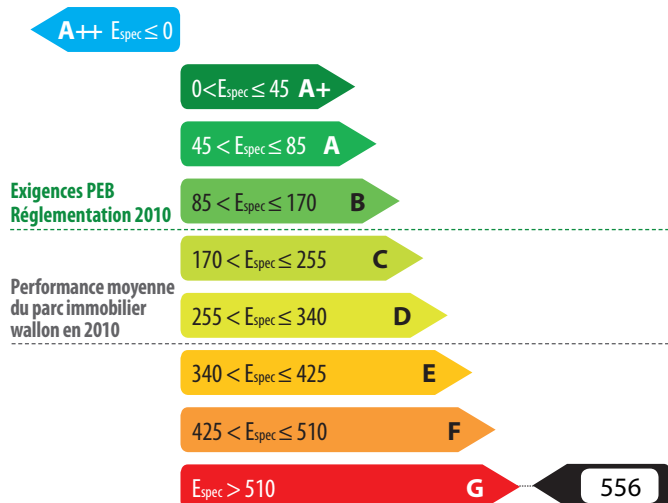 A++ Espec ≤ 0
0<Espec ≤ 45 A+
45 < Espec ≤ 85 A
Exigences PEB
Réglementation 2010
85 < Espec ≤ 170 B
170 < Espec ≤ 255 C
Performance moyenne
du parc immobilier
wallon en 2010
255 < Espec ≤ 340 D
340 < Espec ≤ 425 E
425 < Espec ≤ 510 F
Espec > 510 G 556